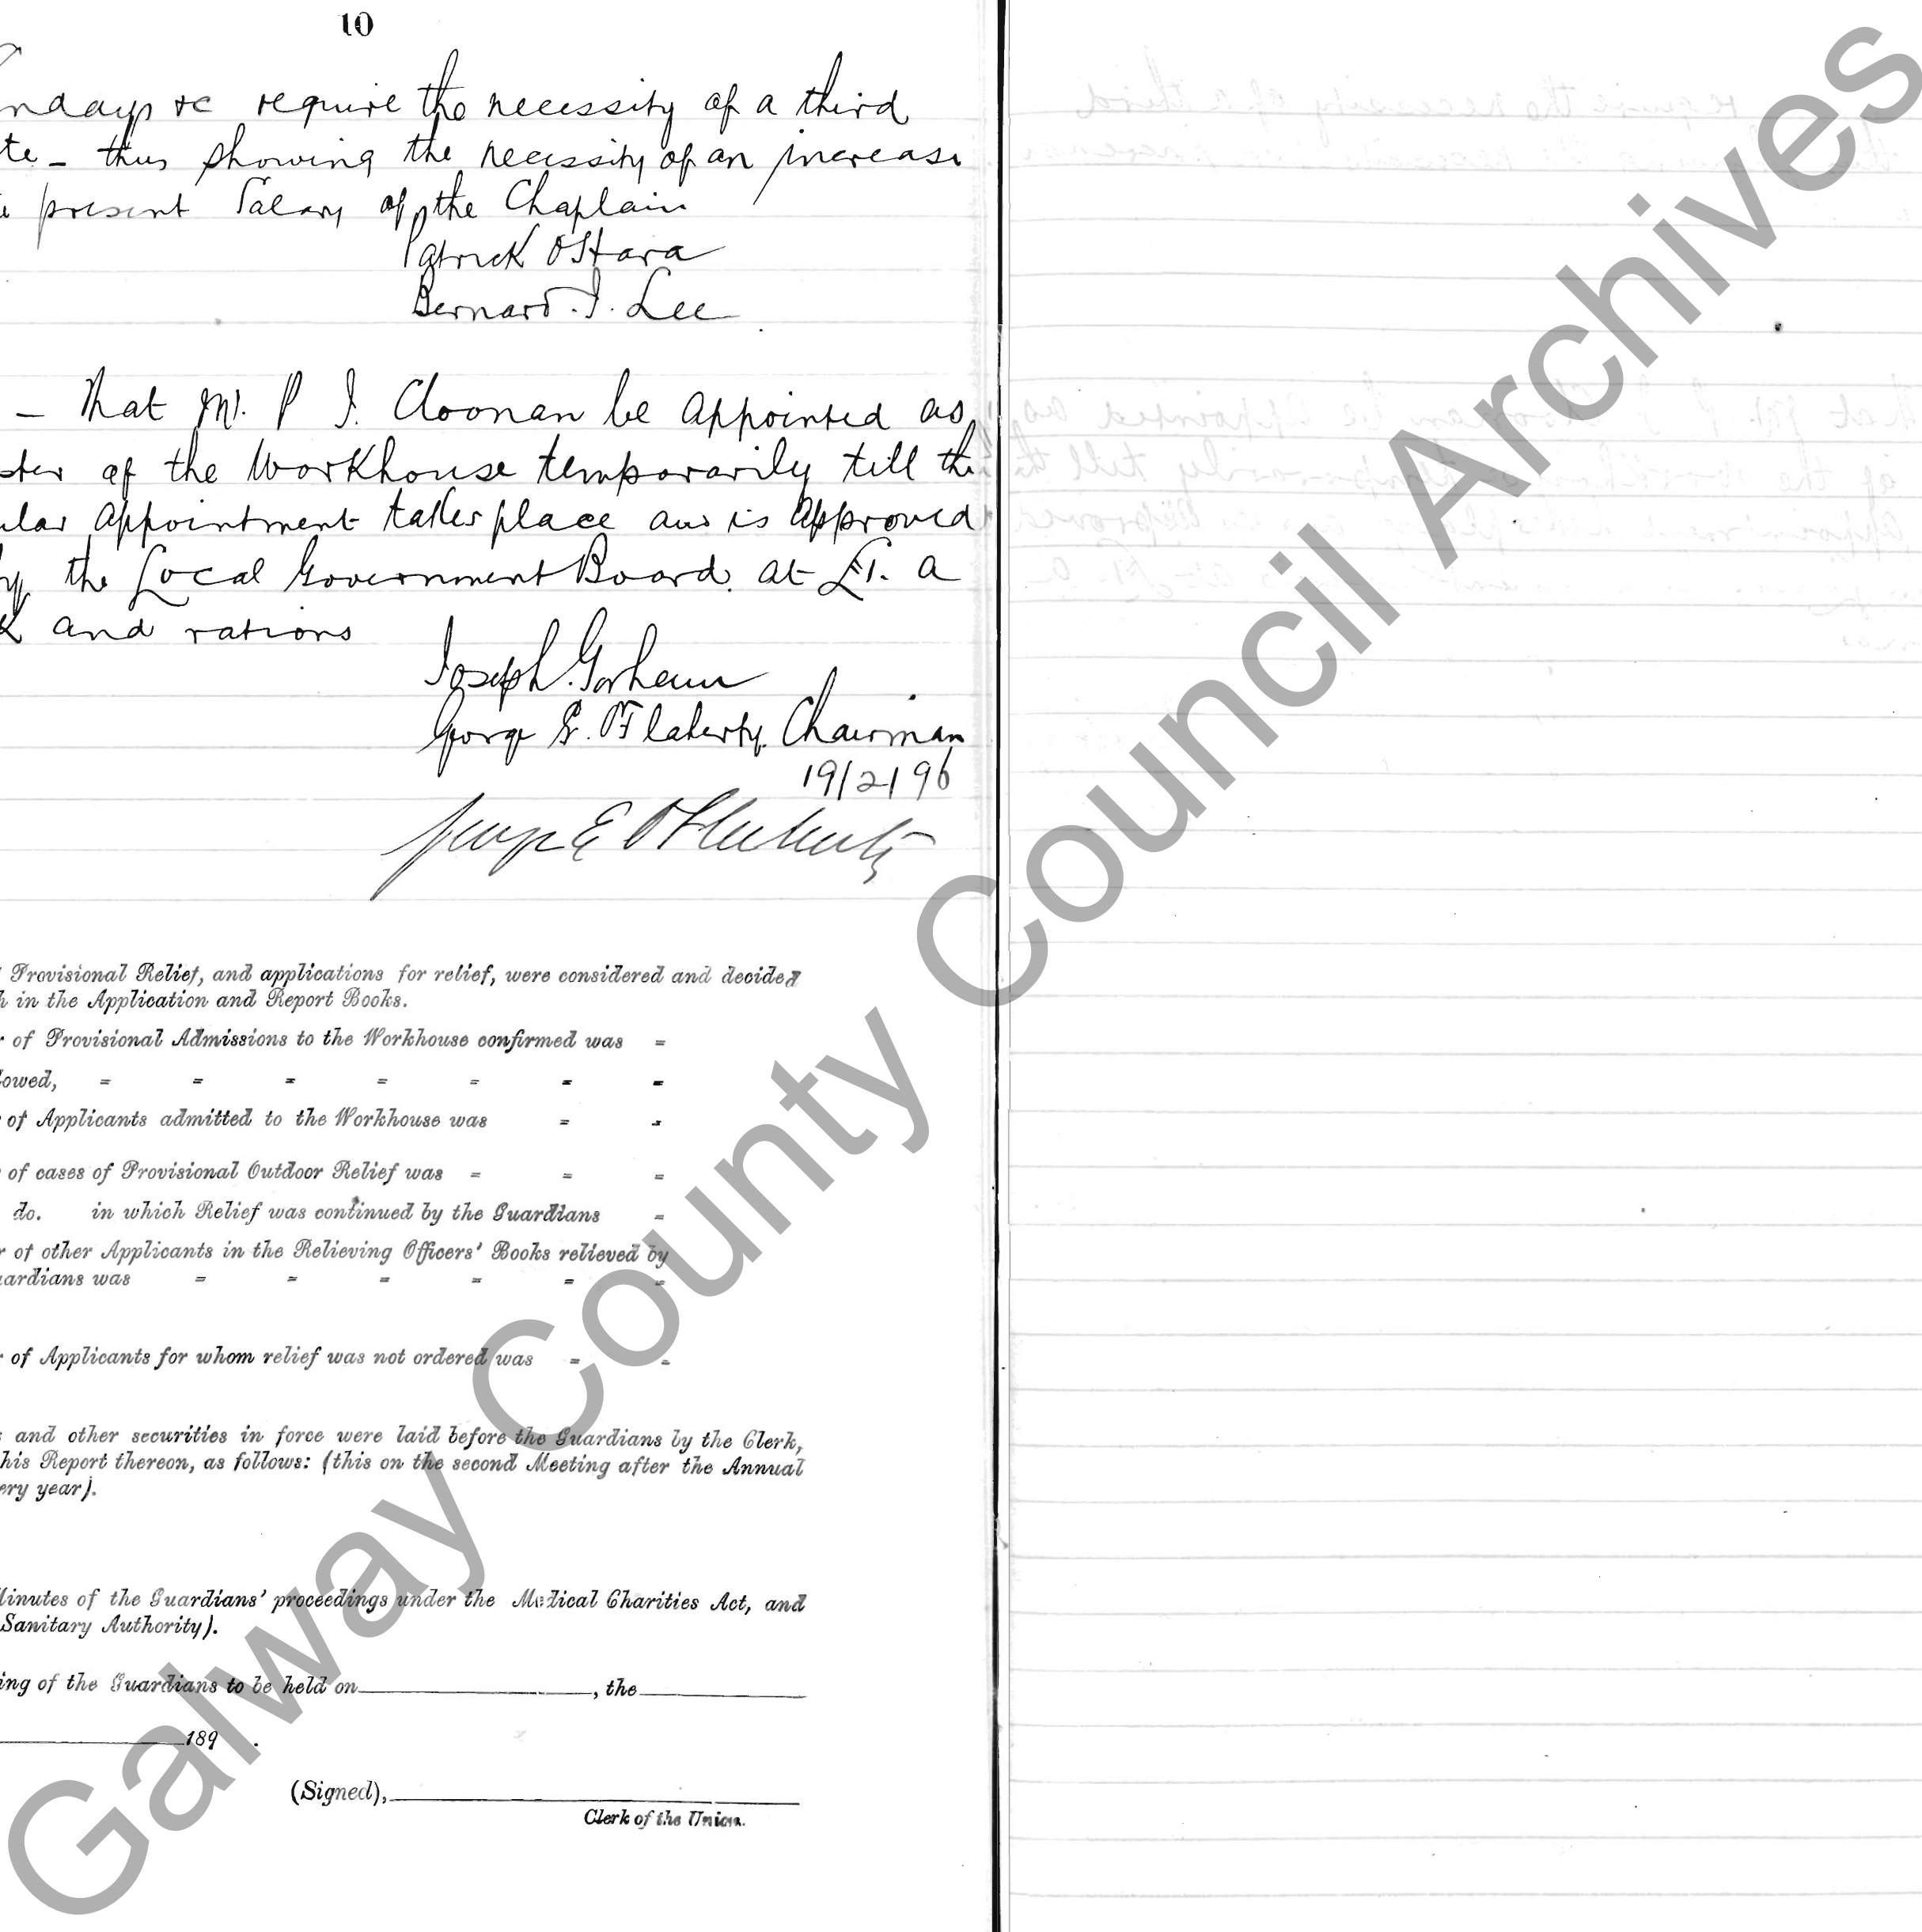 10
ndays &c require the necessity of a third
te - thus showing the necessity of an increase
present Salary of the Chaplain
Patrick O'Hara
Bernard J. Lee
- That Mr. P J. Cloonan be appointed as
ster of the Workhouse temporarily till the
ular appointment takes place and is approved
by the Local Government Board at £1. a
k and rations
Joseph Gorham
George E. O'Flaherty Chairman
19/2/96
George E O'Flaherty
Provisional Relief, and applications for relief, were considered and decided
h in the Application and Report Books.
r of Provisional Admissions to the Workhouse confirmed was =
lowed, = = = = = = =
of Applicants admitted to the Workhouse was = =
of cases of Provisional Outdoor Relief was = = =
do. in which Relief was continued by the Guardians =
r of other Applicants in the Relieving Officers' Books relieved by
uardians was = = = = = =
r of Applicants for whom relief was not ordered was = =
s and other securities in force were laid before the Guardians by the Clerk,
his Report thereon, as follows: (this on the second Meeting after the Annual
ery year).
Minutes of the Guardians' proceedings under the Medical Charities Act, and
Sanitary Authority).
ing of the Guardians to be held on , the
189 .
(Signed),
Clerk of the Union.
Galway County Council Archives